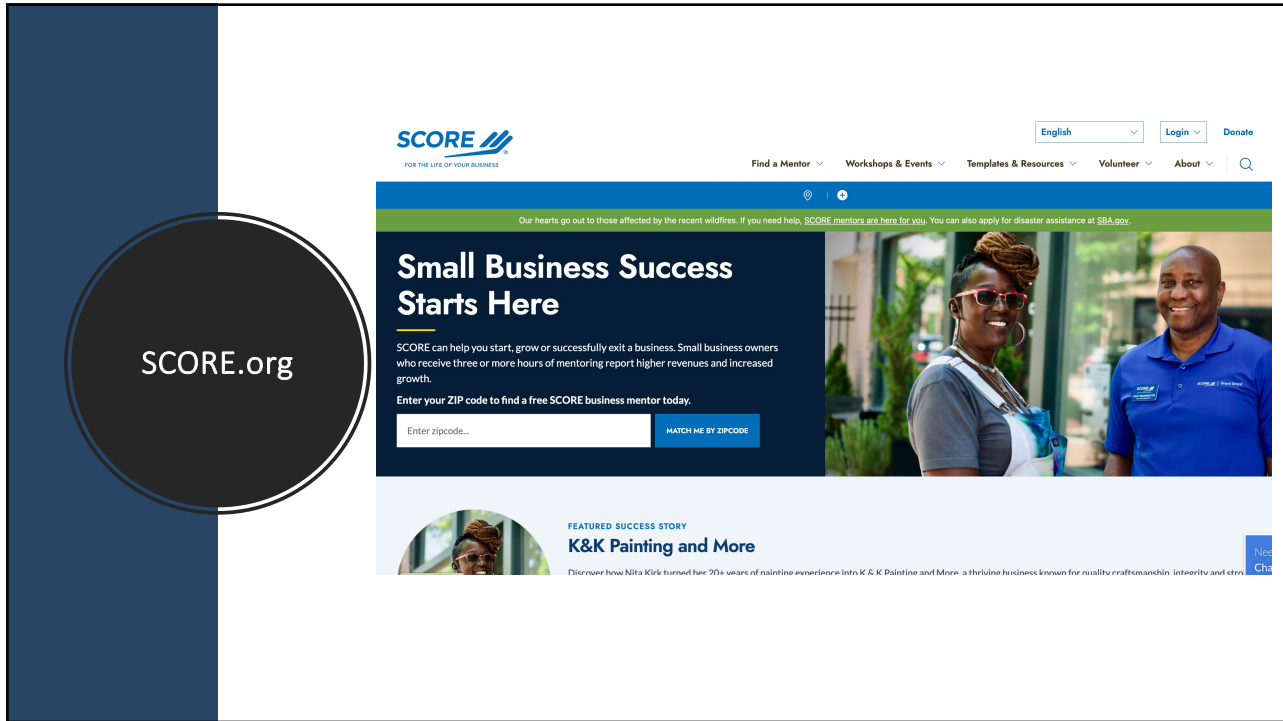 SCORE.org
SCORE
FOR THE LIFE OF YOUR BUSINESS
English
Login
Donate
Find a Mentor
Workshops & Events
Templates & Resources
Volunteer
About
Our hearts go out to those affected by the recent wildfires. If you need help, SCORE mentors are here for you. You can also apply for disaster assistance at SBA.gov.
Small Business Success
Starts Here
SCORE can help you start, grow or successfully exit a business. Small business owners
who receive three or more hours of mentoring report higher revenues and increased
growth.
Enter your ZIP code to find a free SCORE business mentor today.
Enter zipcode...
MATCH ME BY ZIPCODE
FEATURED SUCCESS STORY
K&K Painting and More
Discover how Nita Kirk turned her 20+ years of painting experience into K & K Painting and More, a thriving business known for quality craftsmanship, integrity and stro
Nee
Cha